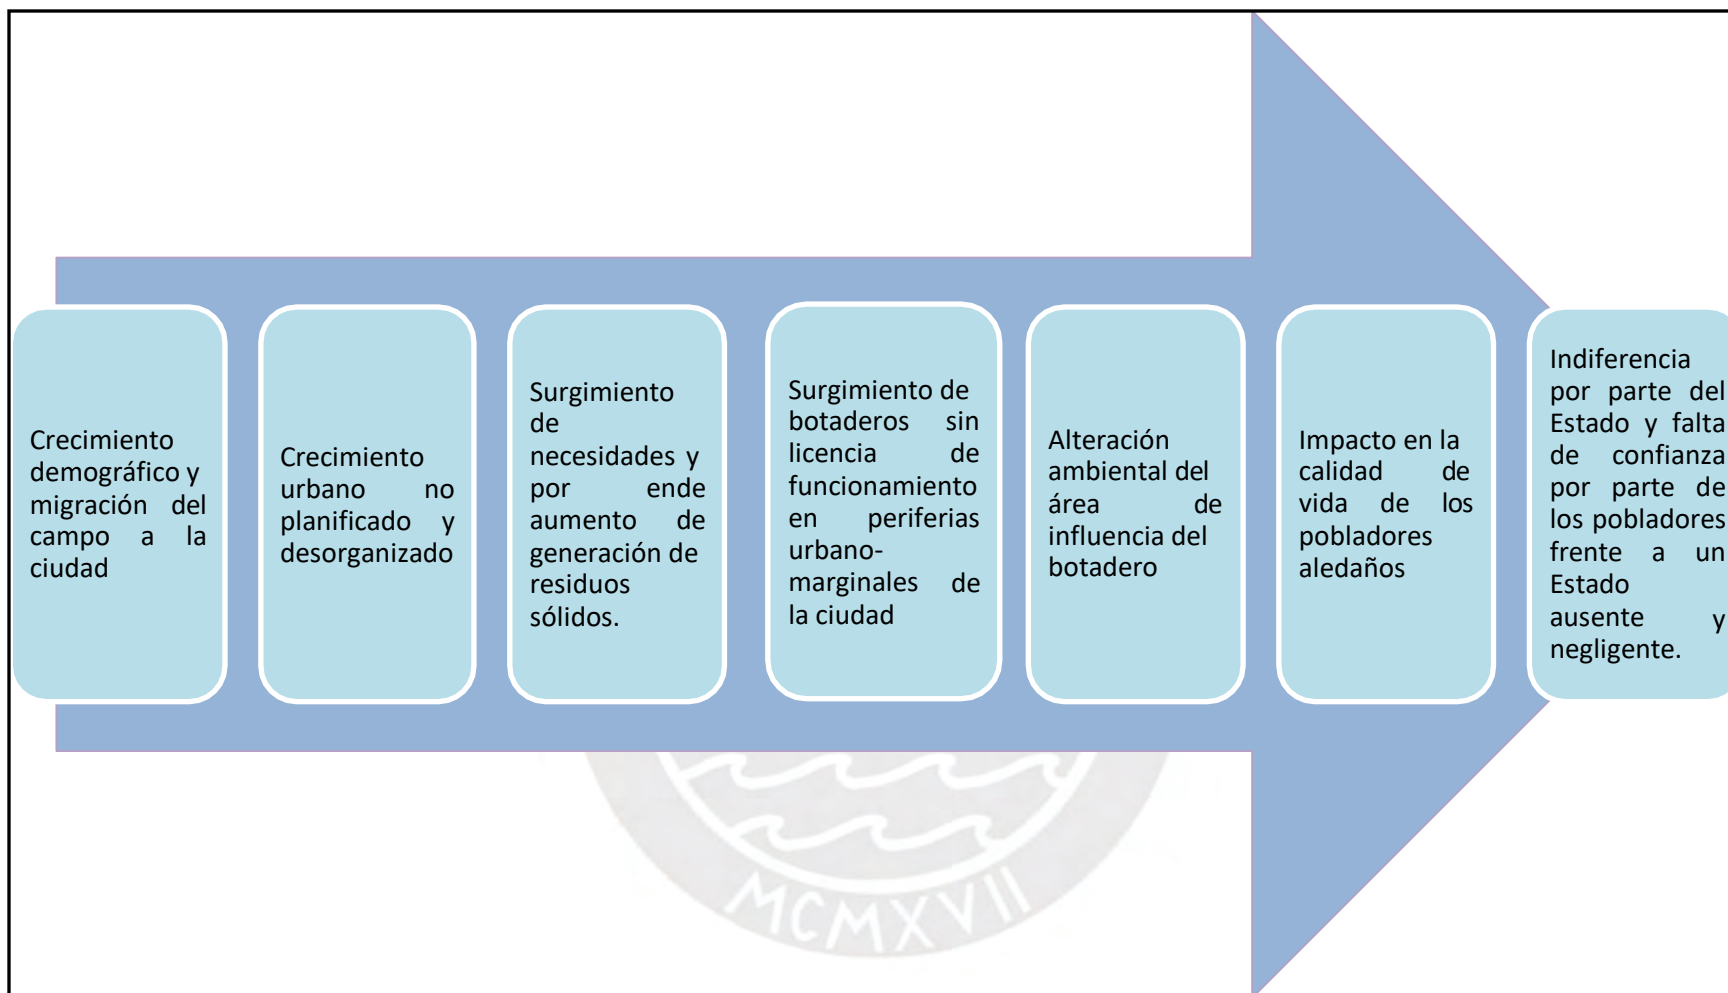 Crecimiento
demográfico y
migración del
campo a la
ciudad
Crecimiento
urbano no
planificado y
desorganizado
Surgimiento
de
necesidades y
por ende
aumento de
generación de
residuos
sólidos.
Surgimiento de
botaderos sin
licencia de
funcionamiento
en periferias
urbano-
marginales de
la ciudad
Alteración
ambiental del
área de
influencia del
botadero
Impacto en la
calidad de
vida de los
pobladores
aledaños
Indiferencia
por parte del
Estado y falta
de confianza
por parte de
los pobladores
frente a un
Estado
ausente y
negligente.
MCMXVII